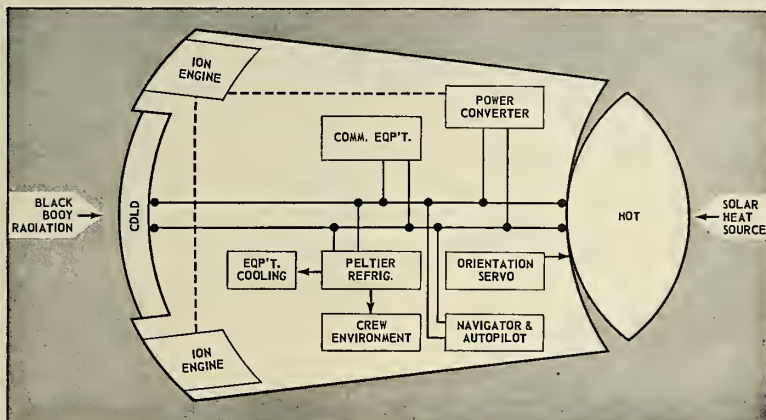 ION
ENGINE
POWER
CONVERTER
COMM. EQP'T.
BLACK
BODY
RADIATION
COLD
HOT
SOLAR
HEAT
SOURCE
EQP'T.
COOLING
PELTIER
REFRIG.
ORIENTATION
SERVO
CREW
ENVIRONMENT
NAVIGATOR &
AUTOPILOT
ION
ENGINE